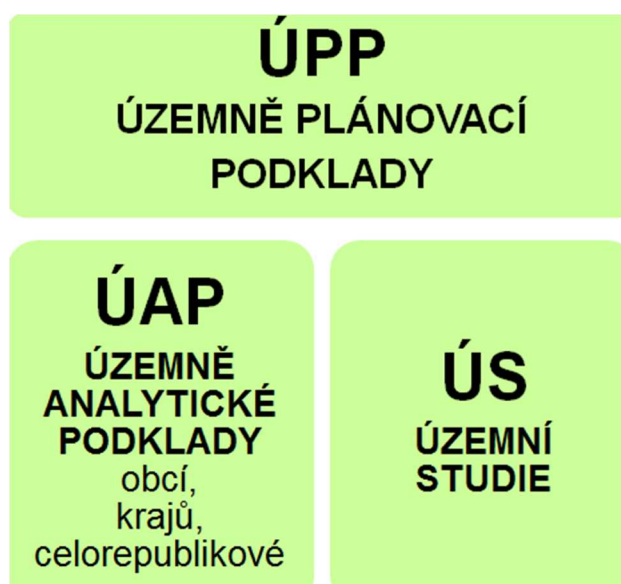 ÚPP
ÚZEMNĚ PLÁNOVACÍ
PODKLADY
ÚAP
ÚZEMNĚ
ANALYTICKÉ
PODKLADY
obcí,
krajů,
celorepublikové
ÚS
ÚZEMNÍ
STUDIE